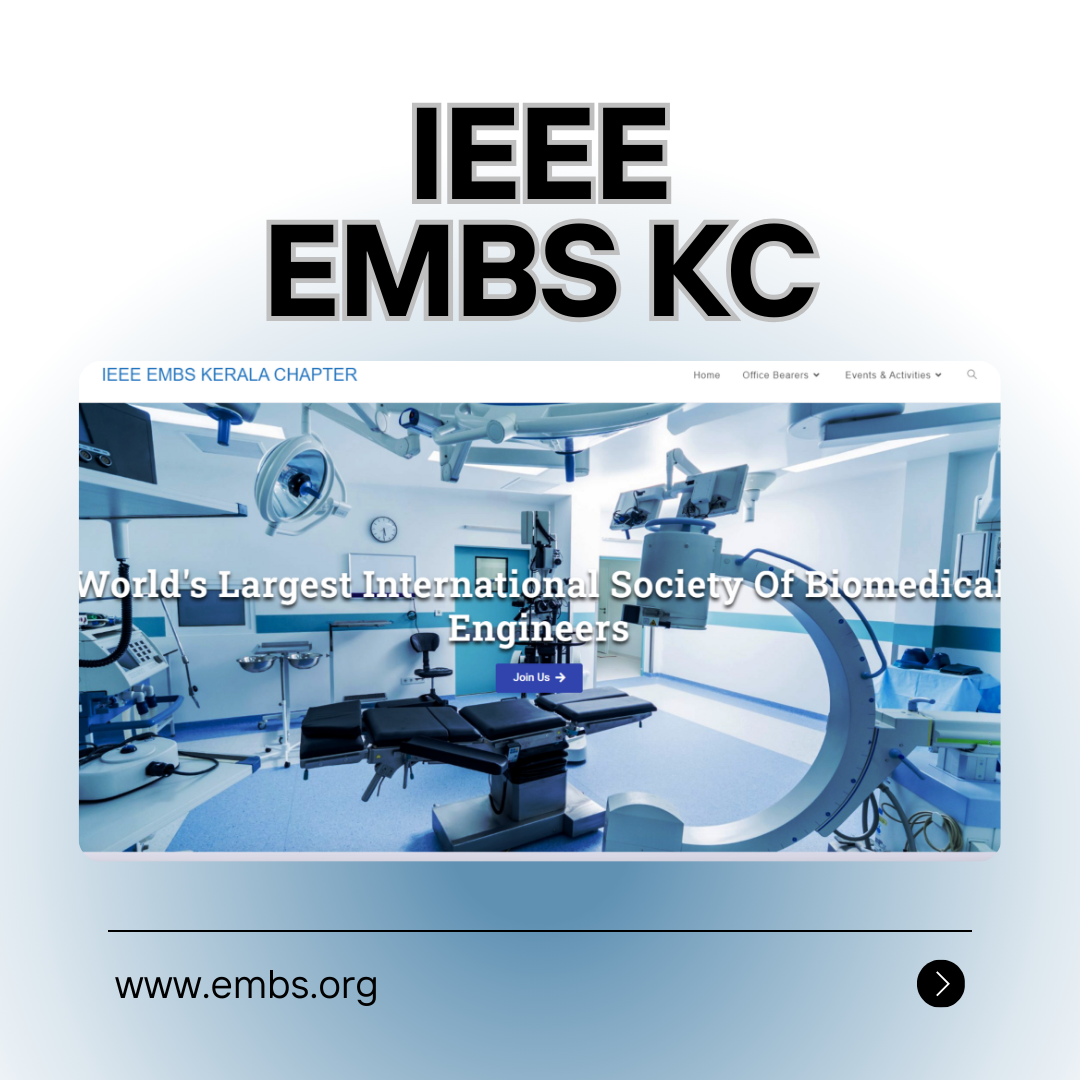 IEEE
EMBS KC
IEEE EMBS KERALA CHAPTER
Home Office Bearers Events & Activities
World's Largest International Society Of Biomedical
Engineers
Join Us
www.embs.org